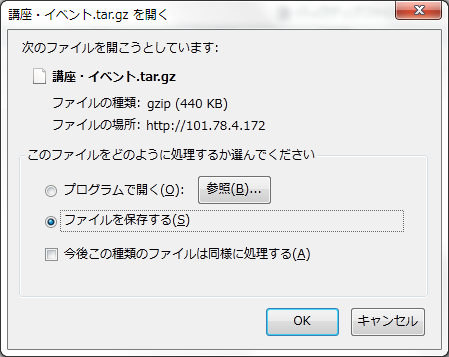 講座・イベント.tar.gz を開く
次のファイルを開こうとしています:
講座・イベント.tar.gz
ファイルの種類: gzip (440 KB)
ファイルの場所: http://101.78.4.172
このファイルをどのように処理するか選んでください
プログラムで開く(O): 参照(B)...
ファイルを保存する(S)
今後この種類のファイルは同様に処理する(A)
OK キャンセル